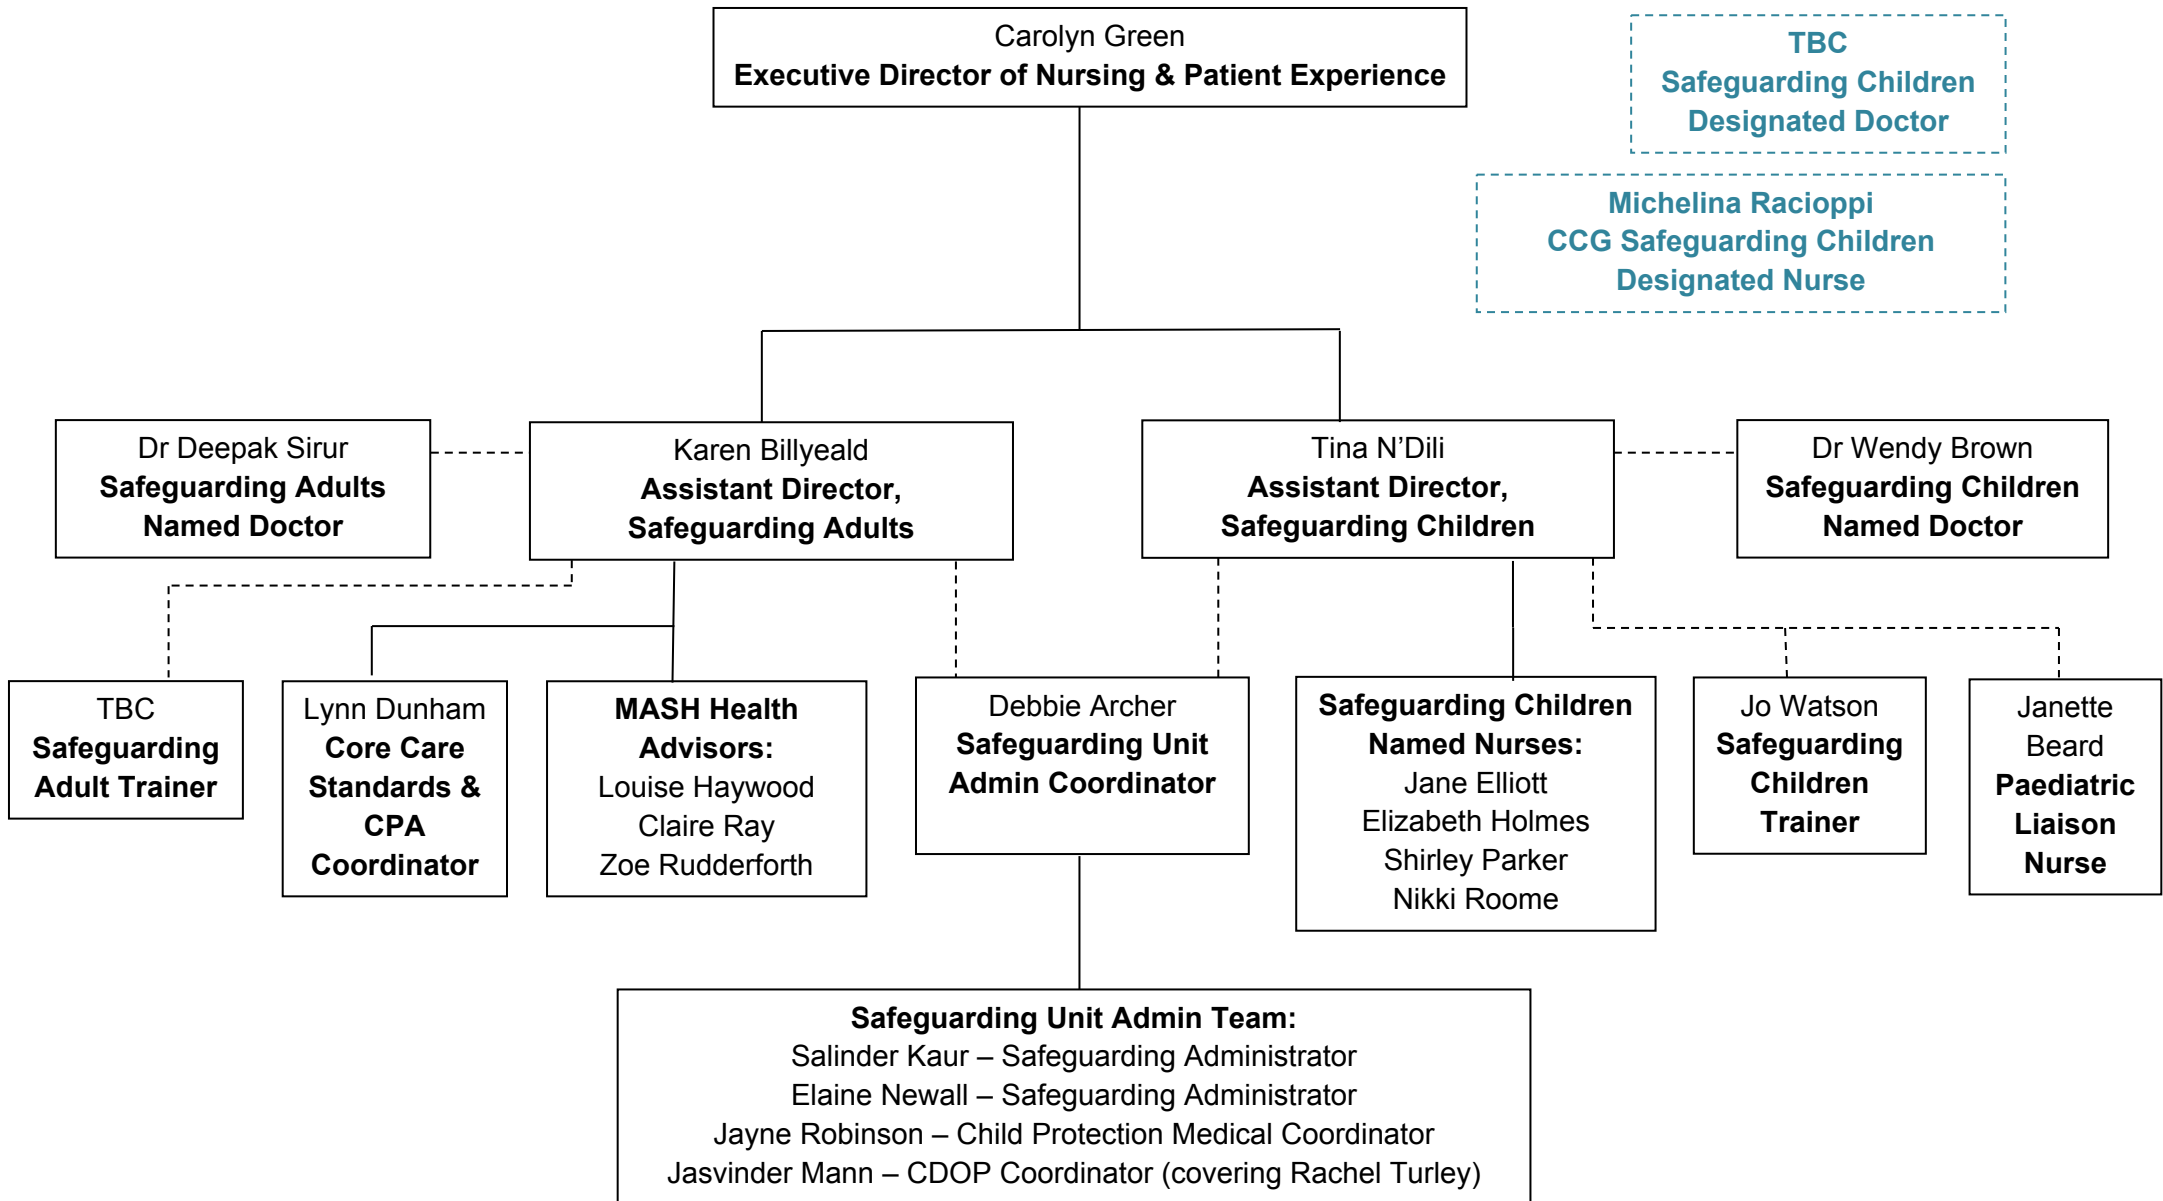 Carolyn Green
Executive Director of Nursing & Patient Experience
TBC
Safeguarding Children
Designated Doctor
Michelina Racioppi
CCG Safeguarding Children
Designated Nurse
Dr Deepak Sirur
Safeguarding Adults
Named Doctor
Karen Billyeald
Assistant Director,
Safeguarding Adults
Tina N’Dili
Assistant Director,
Safeguarding Children
Dr Wendy Brown
Safeguarding Children
Named Doctor
TBC
Safeguarding
Adult Trainer
Lynn Dunham
Core Care
Standards &
CPA
Coordinator
MASH Health
Advisors:
Louise Haywood
Claire Ray
Zoe Rudderforth
Debbie Archer
Safeguarding Unit
Admin Coordinator
Safeguarding Children
Named Nurses:
Jane Elliott
Elizabeth Holmes
Shirley Parker
Nikki Roome
Jo Watson
Safeguarding
Children
Trainer
Janette
Beard
Paediatric
Liaison
Nurse
Safeguarding Unit Admin Team:
Salinder Kaur – Safeguarding Administrator
Elaine Newall – Safeguarding Administrator
Jayne Robinson – Child Protection Medical Coordinator
Jasvinder Mann – CDOP Coordinator (covering Rachel Turley)